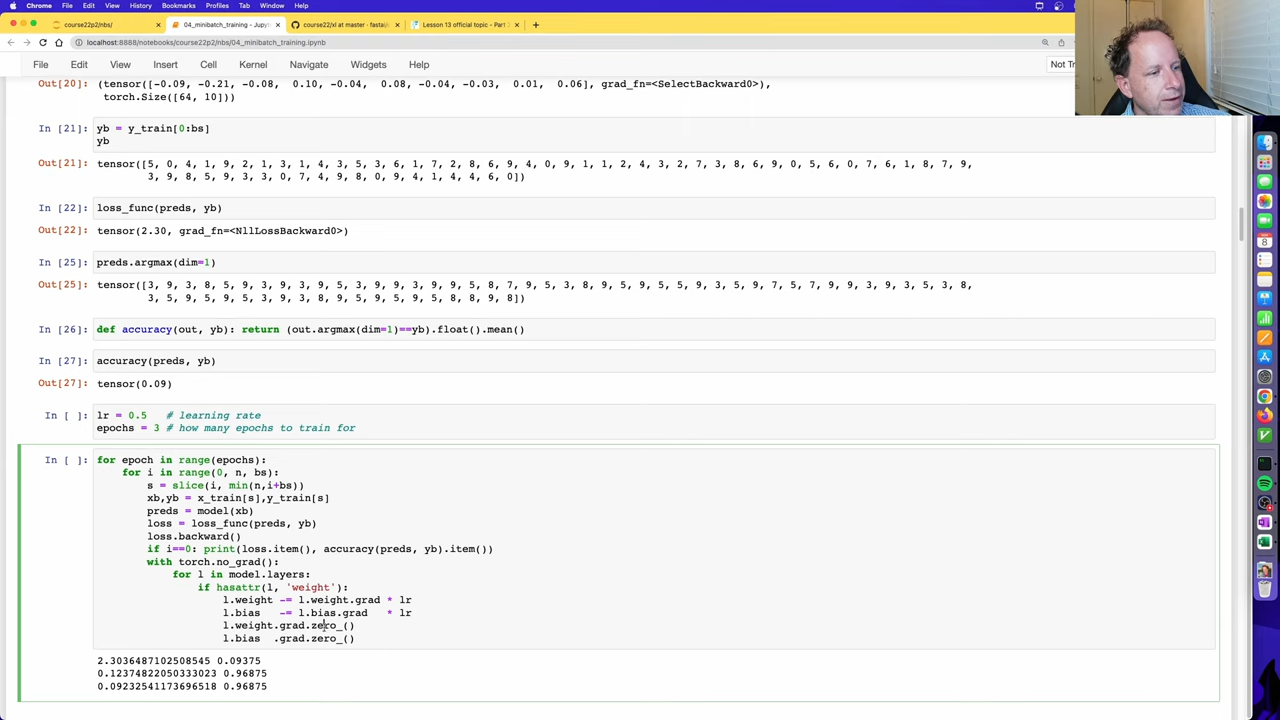 Chrome File Edit View History Bookmarks Profiles Tab Window Help
course22p2/nbs/ 04_minibatch_training - Jupyt course22/xl at master · fastai Lesson 13 official topic - Part
localhost:8888/notebooks/course22p2/nbs/04_minibatch_training.ipynb
File Edit View Insert Cell Kernel Navigate Widgets Help Not Tr
Out[20]: (tensor([-0.09, -0.21, -0.08, 0.10, -0.04, 0.08, -0.04, -0.03, 0.01, 0.06], grad_fn=<SelectBackward0>),
torch.Size([64, 10]))
In [21]: yb = y_train[0:bs]
yb
Out[21]: tensor([5, 0, 4, 1, 9, 2, 1, 3, 1, 4, 3, 5, 3, 6, 1, 7, 2, 8, 6, 9, 4, 0, 9, 1, 1, 2, 4, 3, 2, 7, 3, 8, 6, 9, 0, 5, 6, 0, 7, 6, 1, 8, 7, 9,
3, 9, 8, 5, 9, 3, 3, 0, 7, 4, 9, 8, 0, 9, 4, 1, 4, 4, 6, 0])
In [22]: loss_func(preds, yb)
Out[22]: tensor(2.30, grad_fn=<NllLossBackward0>)
In [25]: preds.argmax(dim=1)
Out[25]: tensor([3, 9, 3, 8, 5, 9, 3, 9, 3, 9, 5, 3, 9, 9, 3, 9, 9, 5, 8, 7, 9, 5, 3, 8, 9, 5, 9, 5, 5, 9, 3, 5, 9, 7, 5, 7, 9, 9, 3, 9, 3, 5, 3, 8,
3, 5, 9, 5, 9, 5, 3, 9, 3, 8, 9, 5, 9, 5, 9, 5, 8, 8, 9, 8])
In [26]: def accuracy(out, yb): return (out.argmax(dim=1)==yb).float().mean()
In [27]: accuracy(preds, yb)
Out[27]: tensor(0.09)
In [ ]: lr = 0.5 # learning rate
epochs = 3 # how many epochs to train for
In [ ]: for epoch in range(epochs):
for i in range(0, n, bs):
s = slice(i, min(n,i+bs))
xb,yb = x_train[s],y_train[s]
preds = model(xb)
loss = loss_func(preds, yb)
loss.backward()
if i==0: print(loss.item(), accuracy(preds, yb).item())
with torch.no_grad():
for l in model.layers:
if hasattr(l, 'weight'):
l.weight -= l.weight.grad * lr
l.bias -= l.bias.grad * lr
l.weight.grad.zero_()
l.bias .grad.zero_()
2.3036487102508545 0.09375
0.12374822050333023 0.96875
0.09232541173696518 0.96875